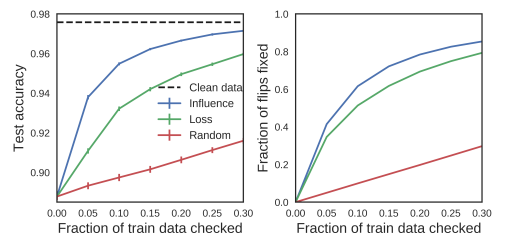 0.98
0.96
0.94
0.92
0.90
Test accuracy
Clean data
Influence
Loss
Random
0.00 0.05 0.10 0.15 0.20 0.25 0.30
Fraction of train data checked
1.0
0.8
0.6
0.4
0.2
0.0
Fraction of flips fixed
0.00 0.05 0.10 0.15 0.20 0.25 0.30
Fraction of train data checked